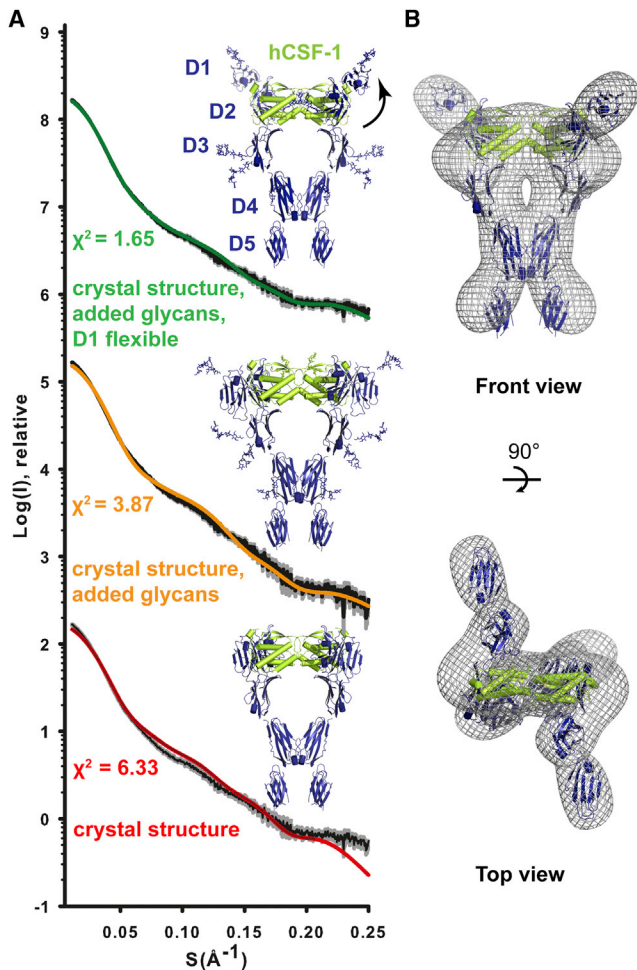 A
B
9
8
7
6
5
4
3
2
1
0
-1
Log(I), relative
hCSF-1
D1
D2
D3
D4
D5
χ² = 1.65
crystal structure,
added glycans,
D1 flexible
χ² = 3.87
crystal structure,
added glycans
χ² = 6.33
crystal structure
0.05
0.10
0.15
0.20
0.25
S(Å⁻¹)
Front view
90°
Top view